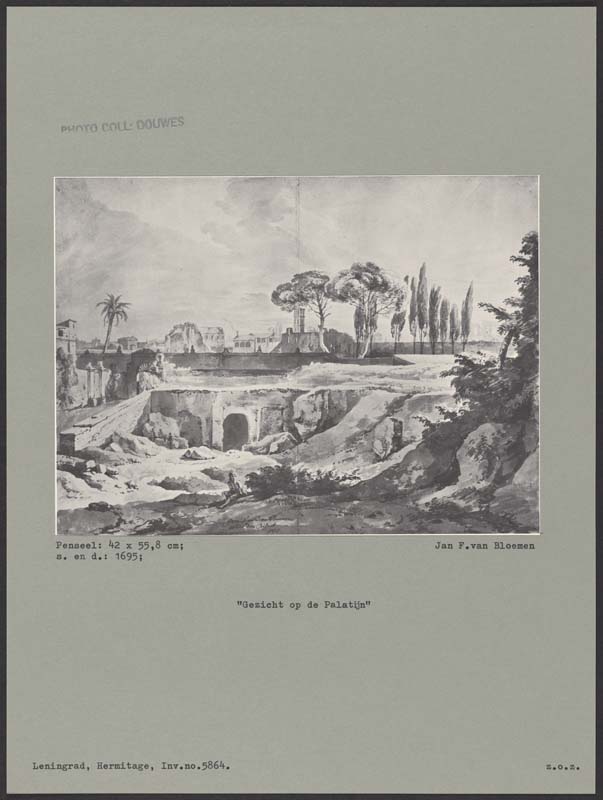 PHOTO COLL: DOUWES
Penseel: 42 x 55,8 cm;
s. en d.: 1695;
Jan F.van Bloemen
"Gezicht op de Palatijn"
Leningrad, Hermitage, Inv.no.5864.
z.o.z.